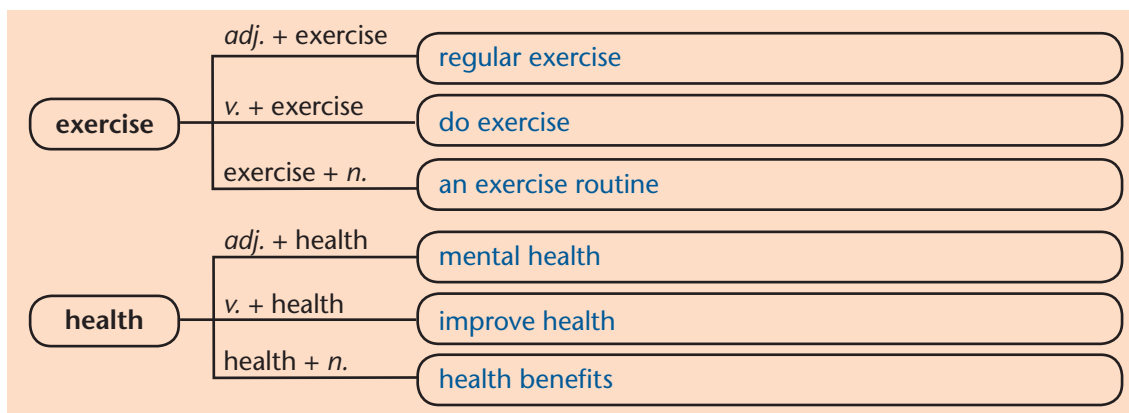 adj. + exercise
regular exercise
exercise
v. + exercise
do exercise
exercise + n.
an exercise routine
adj. + health
mental health
health
v. + health
improve health
health + n.
health benefits